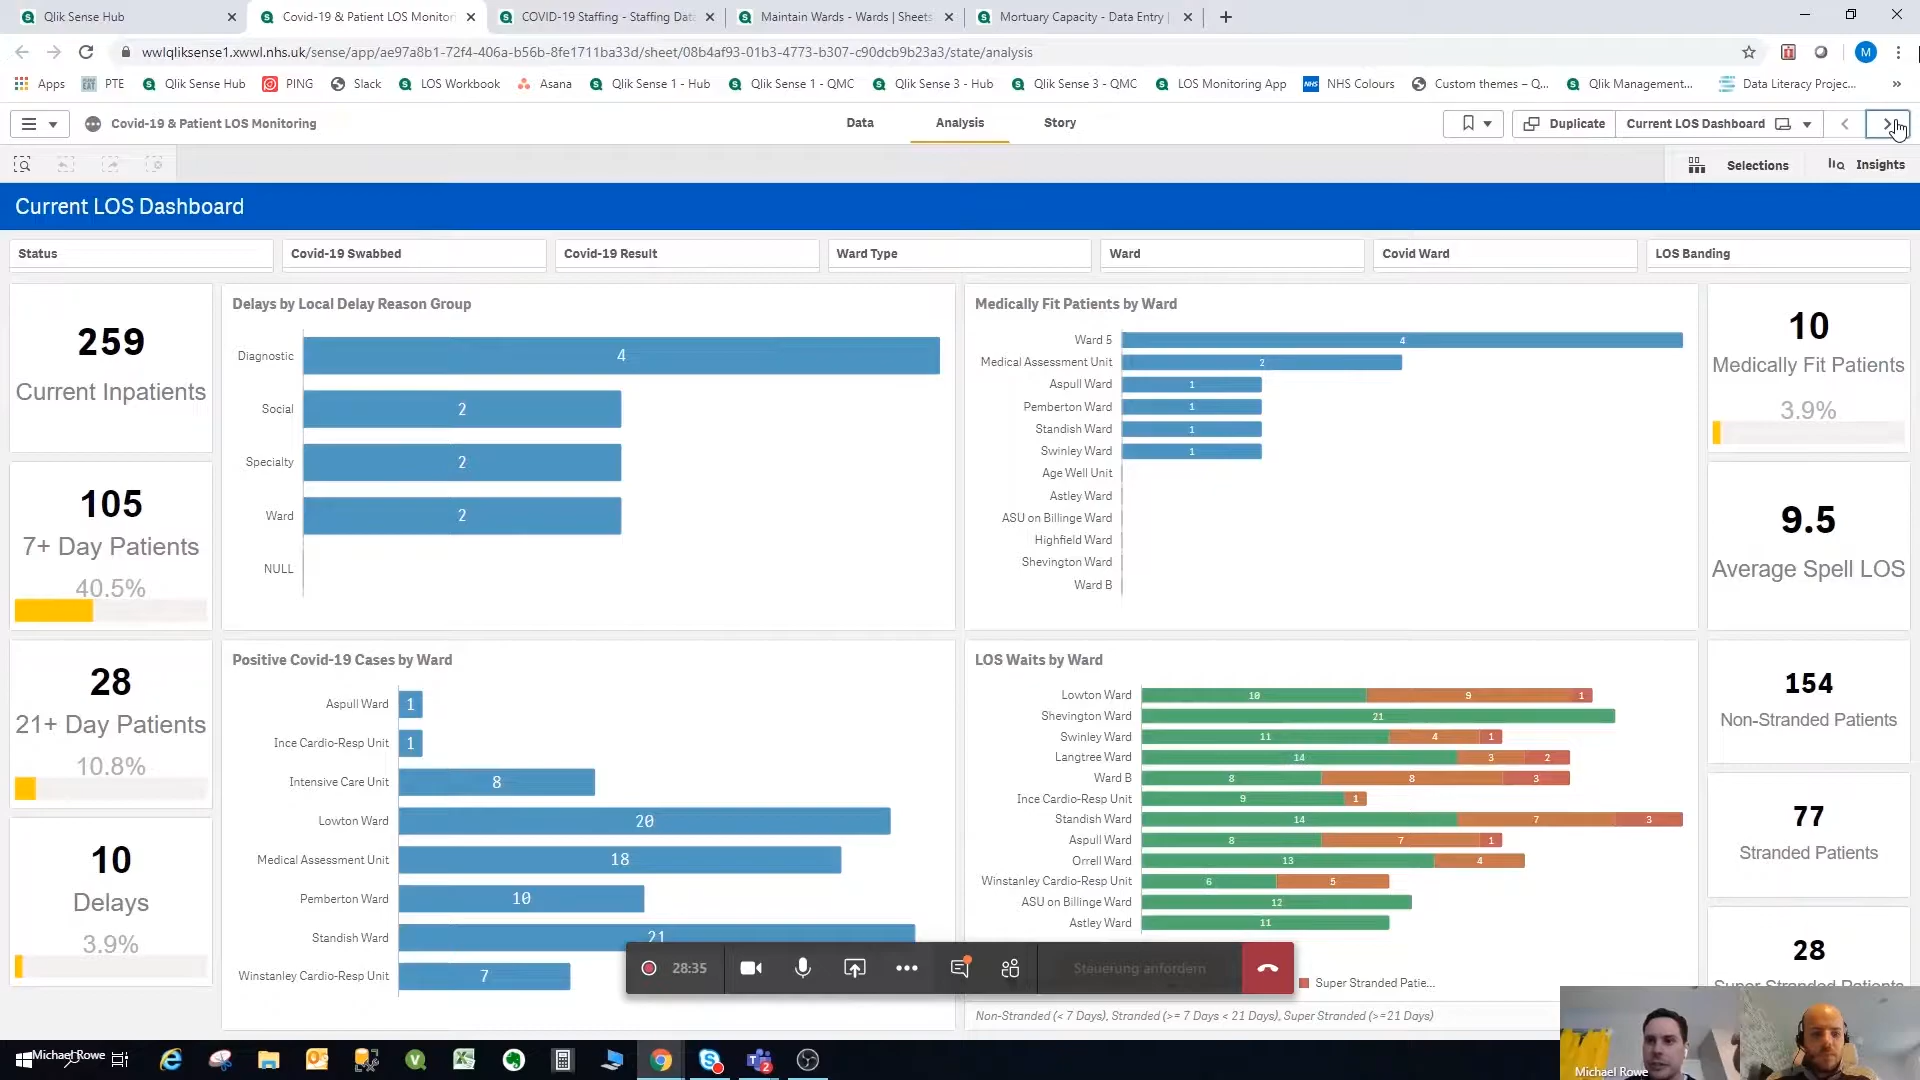 Qlik Sense Hub
Covid-19 & Patient LOS Monitori
COVID-19 Staffing - Staffing Dat
Maintain Wards - Wards | Sheets
Mortuary Capacity - Data Entry |
wwlqliksense1.xwwl.nhs.uk/sense/app/ae97a8b1-72f4-406a-b56b-8fe1711ba33d/sheet/08b4af93-01b3-4773-b307-c90dcb9b23a3/state/analysis
M
Apps
PTE
Qlik Sense Hub
PING
Slack
LOS Workbook
Asana
Qlik Sense 1 - Hub
Qlik Sense 1 - QMC
Qlik Sense 3 - Hub
Qlik Sense 3 - QMC
LOS Monitoring App
NHS Colours
Custom themes – Q...
Qlik Management...
Data Literacy Projec...
»
Covid-19 & Patient LOS Monitoring
Data
Analysis
Story
Duplicate
Current LOS Dashboard
Selections
Insights
Current LOS Dashboard
Status
Covid-19 Swabbed
Covid-19 Result
Ward Type
Ward
Covid Ward
LOS Banding
259
Current Inpatients
105
7+ Day Patients
40.5%
28
21+ Day Patients
10.8%
10
Delays
3.9%
Delays by Local Delay Reason Group
Diagnostic 4
Social 2
Specialty 2
Ward 2
NULL
Medically Fit Patients by Ward
Ward 5 4
Medical Assessment Unit 2
Aspull Ward 1
Pemberton Ward 1
Standish Ward 1
Swinley Ward 1
Age Well Unit
Astley Ward
ASU on Billinge Ward
Highfield Ward
Shevington Ward
Ward B
10
Medically Fit Patients
3.9%
9.5
Average Spell LOS
154
Non-Stranded Patients
77
Stranded Patients
28
Super Stranded Patients
Positive Covid-19 Cases by Ward
Aspull Ward 1
Ince Cardio-Resp Unit 1
Intensive Care Unit 8
Lowton Ward 20
Medical Assessment Unit 18
Pemberton Ward 10
Standish Ward 21
Winstanley Cardio-Resp Unit 7
LOS Waits by Ward
Lowton Ward 10 9 1
Shevington Ward 21
Swinley Ward 11 4 1
Langtree Ward 14 3 2
Ward B 8 8 3
Ince Cardio-Resp Unit 9 1
Standish Ward 14 7 3
Aspull Ward 8 7 1
Orrell Ward 13 4
Winstanley Cardio-Resp Unit 6 5
ASU on Billinge Ward 12
Astley Ward 11
Super Stranded Patie...
Non-Stranded (< 7 Days), Stranded (>= 7 Days < 21 Days), Super Stranded (>=21 Days)
28:35
Steuerung anfordern
Michael Rowe
Michael Rowe